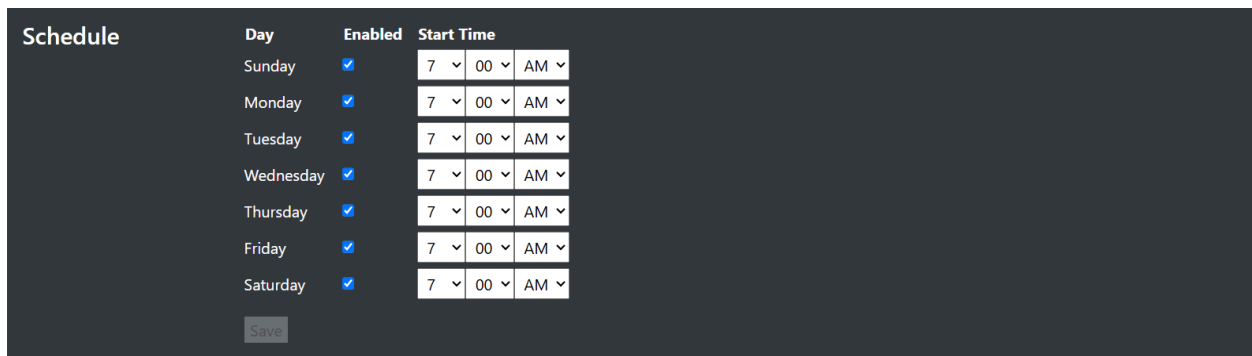 Schedule
Day Enabled Start Time
Sunday 7 00 AM
Monday 7 00 AM
Tuesday 7 00 AM
Wednesday 7 00 AM
Thursday 7 00 AM
Friday 7 00 AM
Saturday 7 00 AM
Save